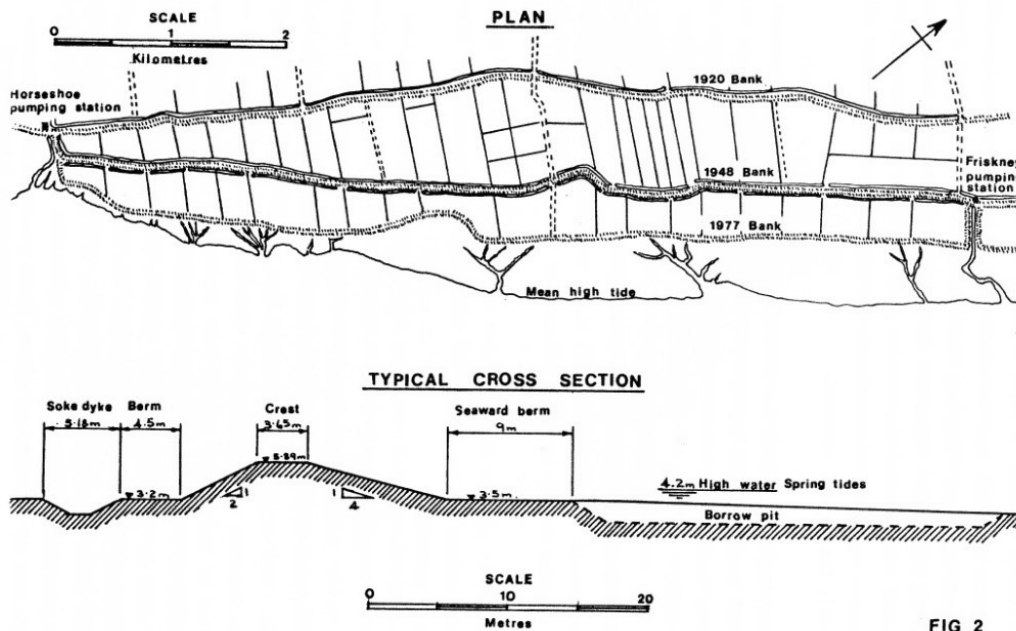 PLAN
SCALE
0 1 2
Kilometres
Horseshoe
pumping station
1920 Bank
1948 Bank
Friskney
pumping
station
1977 Bank
Mean high tide
TYPICAL CROSS SECTION
Soke dyke Berm Crest Seaward berm
5.18m 4.5m 3.65m 9m
5.89m
3.2m 3.5m 4.2m High water Spring tides
2 1 1 4
Borrow pit
SCALE
0 10 20
Metres
FIG 2